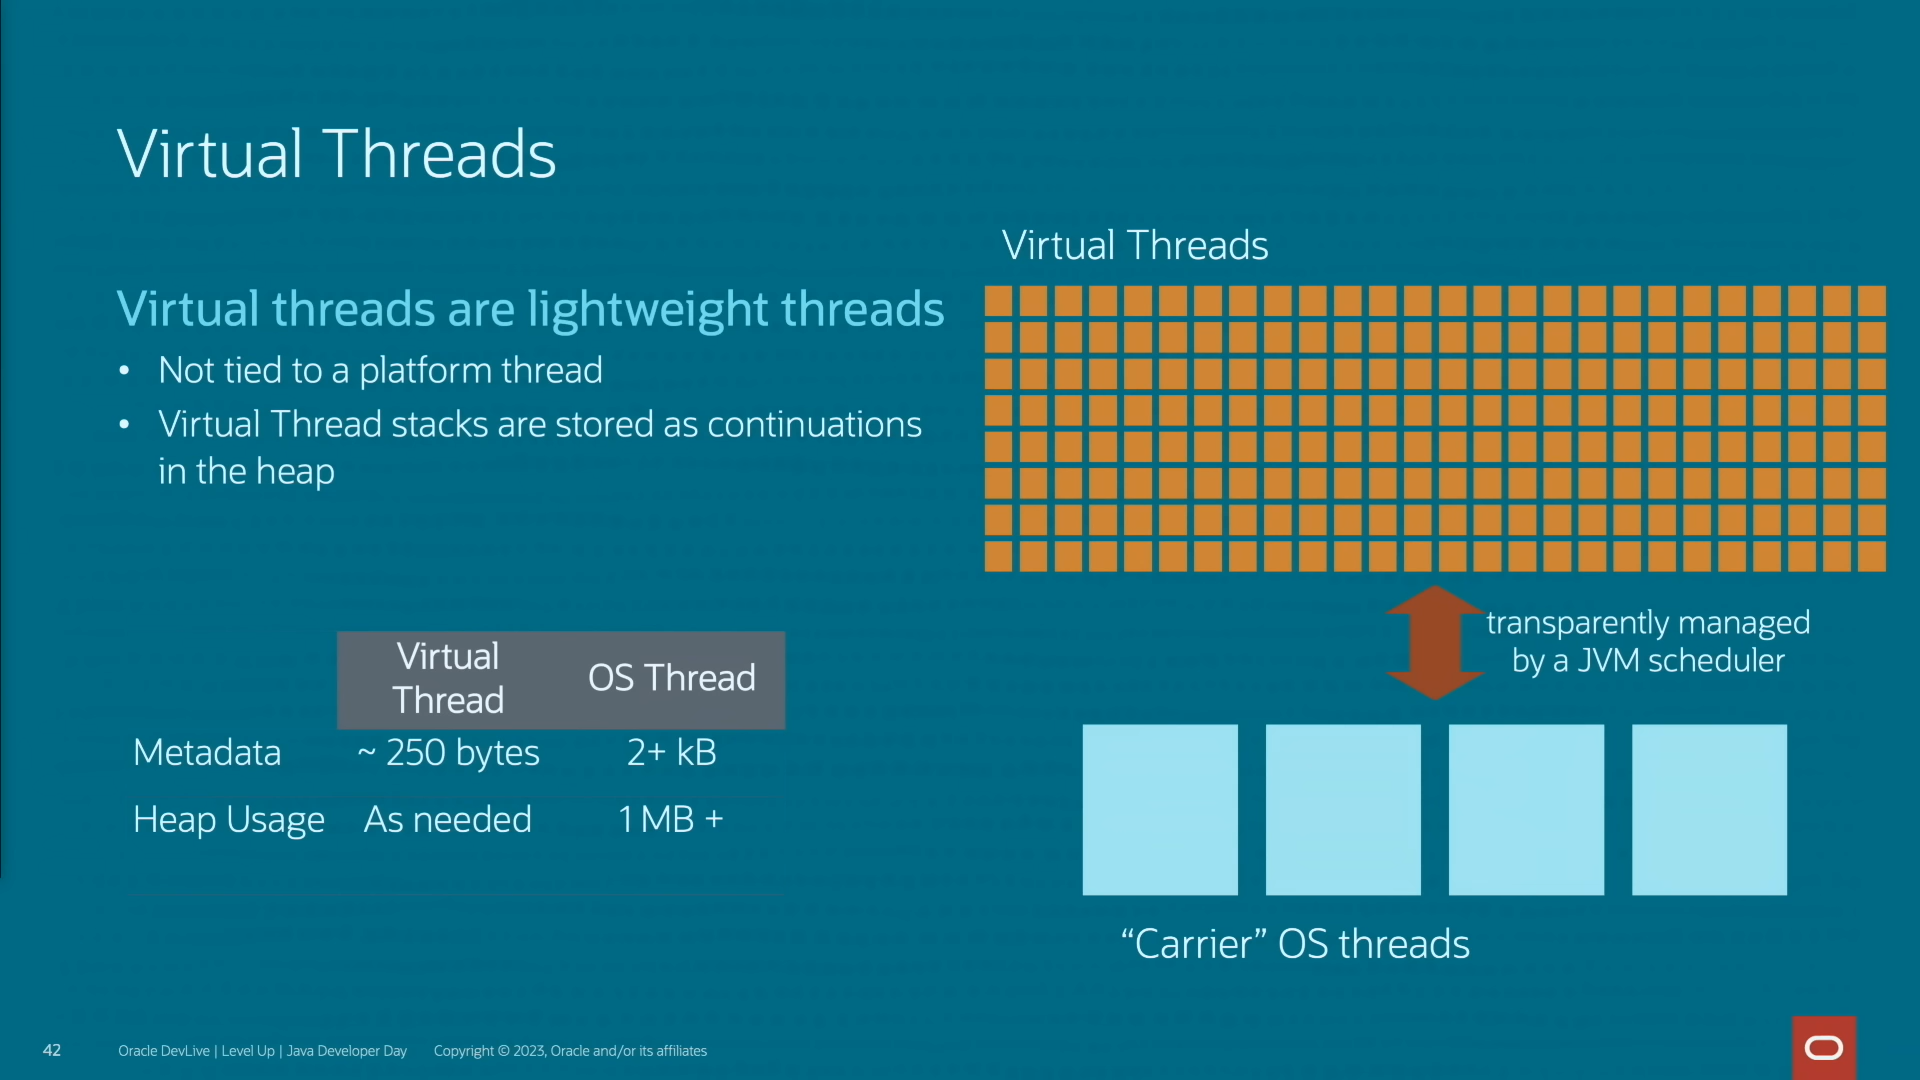 Virtual Threads
Virtual threads are lightweight threads
• Not tied to a platform thread
• Virtual Thread stacks are stored as continuations
in the heap
Virtual
Thread
OS Thread
Metadata ~ 250 bytes 2+ kB
Heap Usage As needed 1 MB +
Virtual Threads
transparently managed
by a JVM scheduler
“Carrier” OS threads
42 Oracle DevLive | Level Up | Java Developer Day Copyright © 2023, Oracle and/or its affiliates